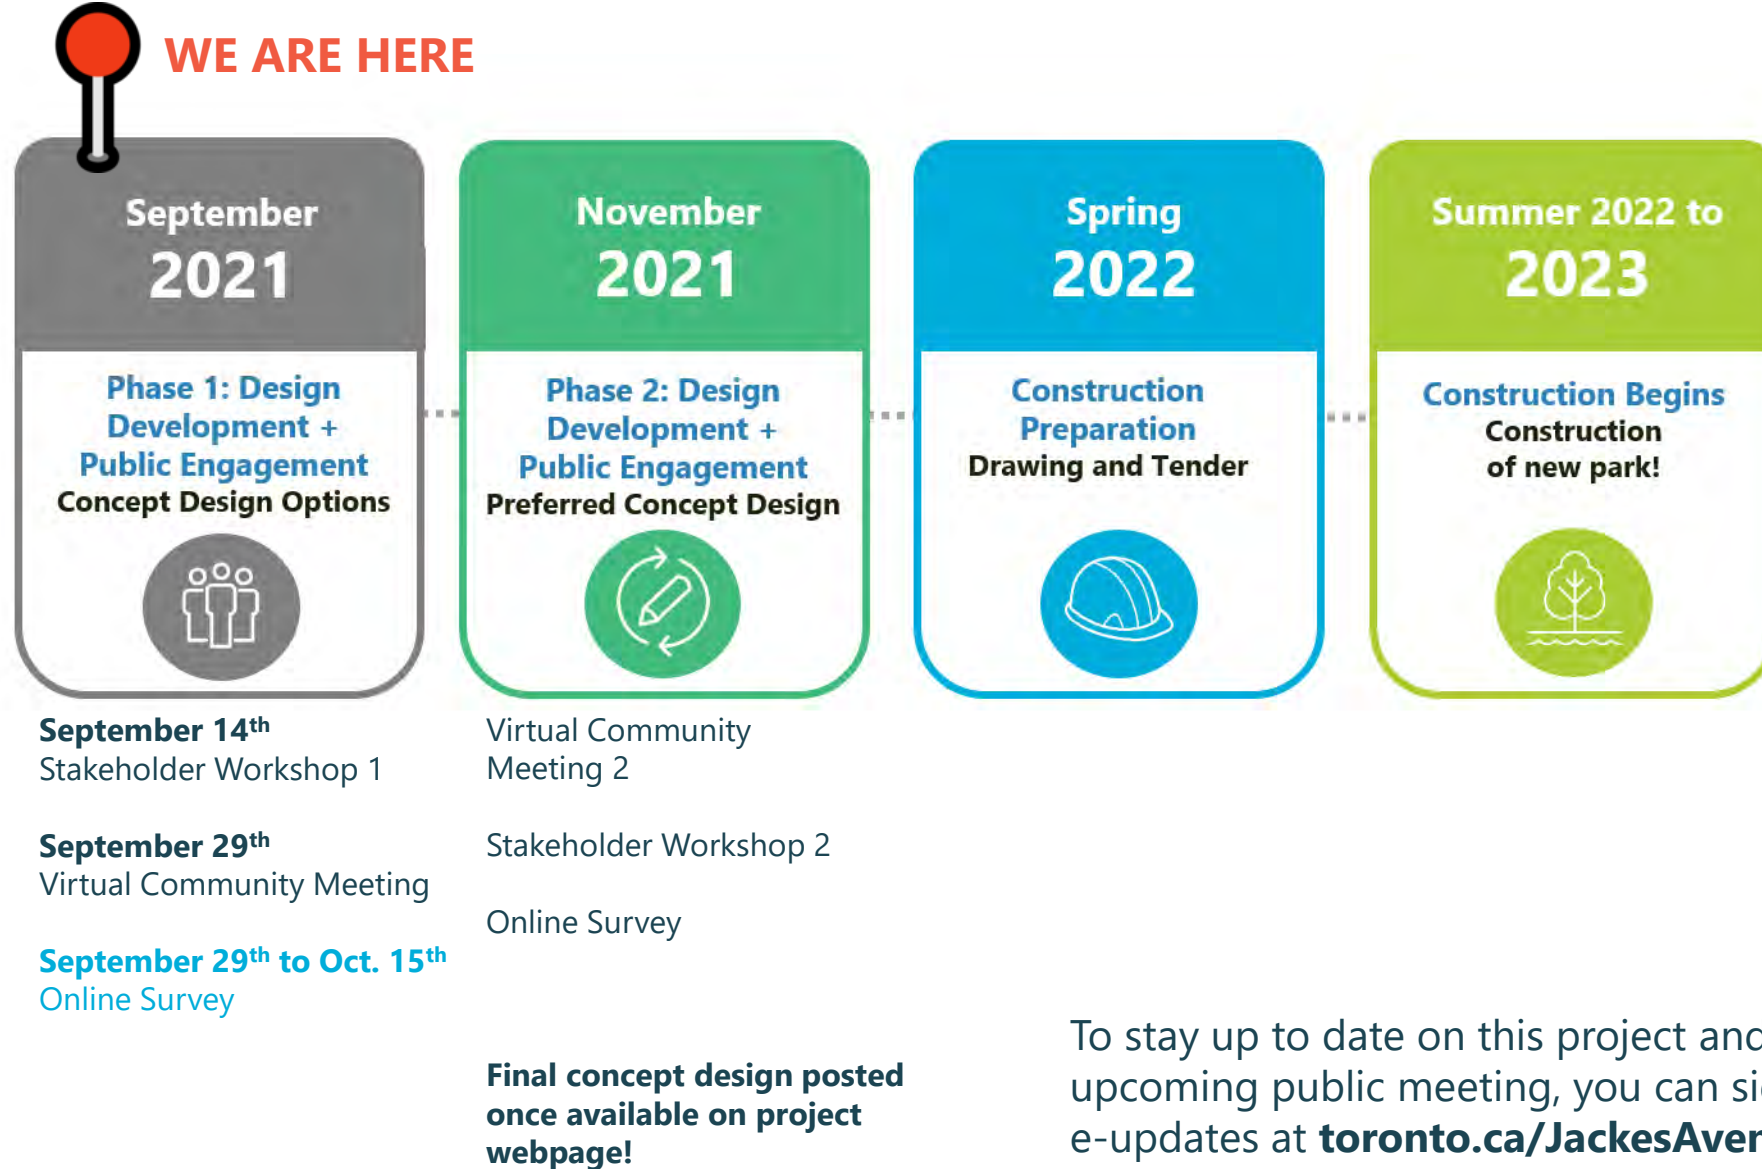 WE ARE HERE
September
2021
Phase 1: Design
Development +
Public Engagement
Concept Design Options
November
2021
Phase 2: Design
Development +
Public Engagement
Preferred Concept Design
Spring
2022
Construction
Preparation
Drawing and Tender
Summer 2022 to
2023
Construction Begins
Construction
of new park!
September 14th
Stakeholder Workshop 1
September 29th
Virtual Community Meeting
September 29th to Oct. 15th
Online Survey
Virtual Community
Meeting 2
Stakeholder Workshop 2
Online Survey
Final concept design posted
once available on project
webpage!
To stay up to date on this project and
upcoming public meeting, you can
e-updates at toronto.ca/JackesAven